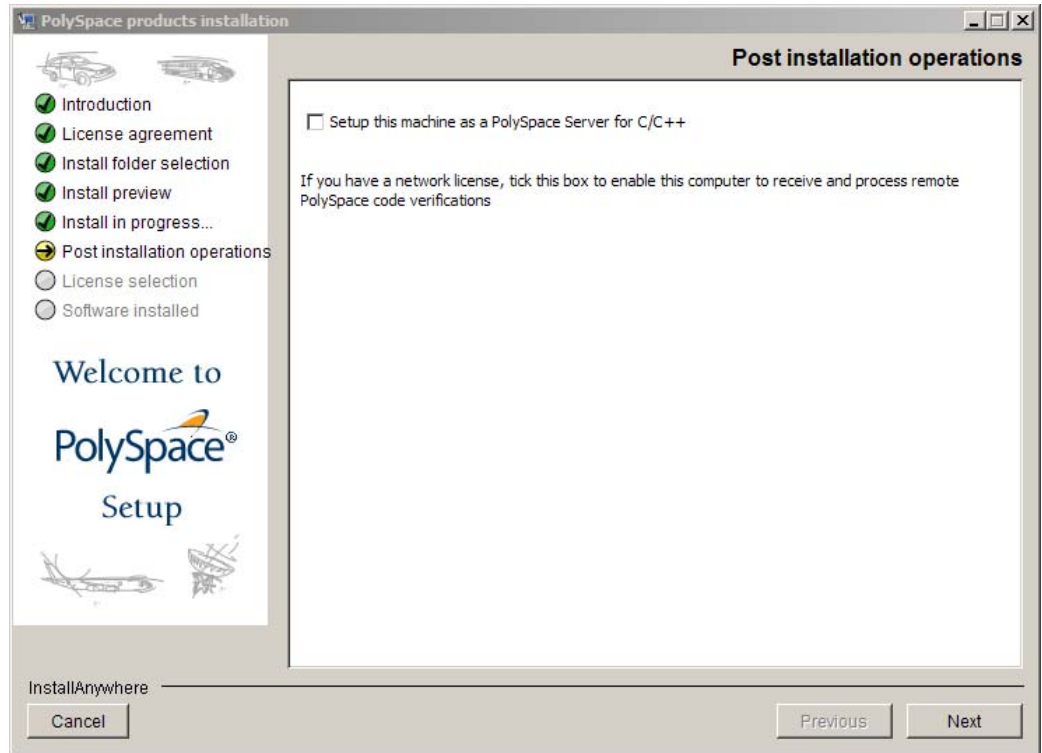 PolySpace products installation
Post installation operations
Introduction
License agreement
Install folder selection
Install preview
Install in progress...
Post installation operations
License selection
Software installed
Setup this machine as a PolySpace Server for C/C++
If you have a network license, tick this box to enable this computer to receive and process remote
PolySpace code verifications
Welcome to
PolySpace®
Setup
InstallAnywhere
Cancel
Previous
Next